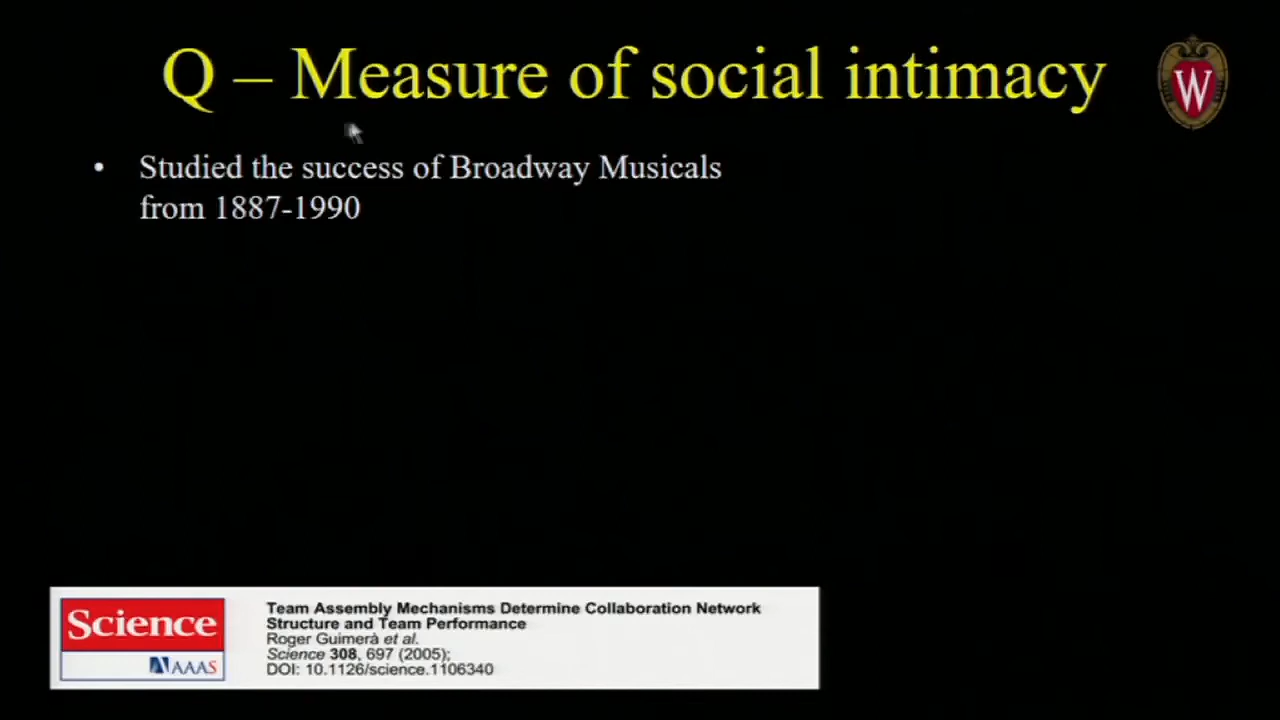 Q – Measure of social intimacy
W
• Studied the success of Broadway Musicals
from 1887-1990
Science
AAAS
Team Assembly Mechanisms Determine Collaboration Network
Structure and Team Performance
Roger Guimerà et al.
Science 308, 697 (2005);
DOI: 10.1126/science.1106340